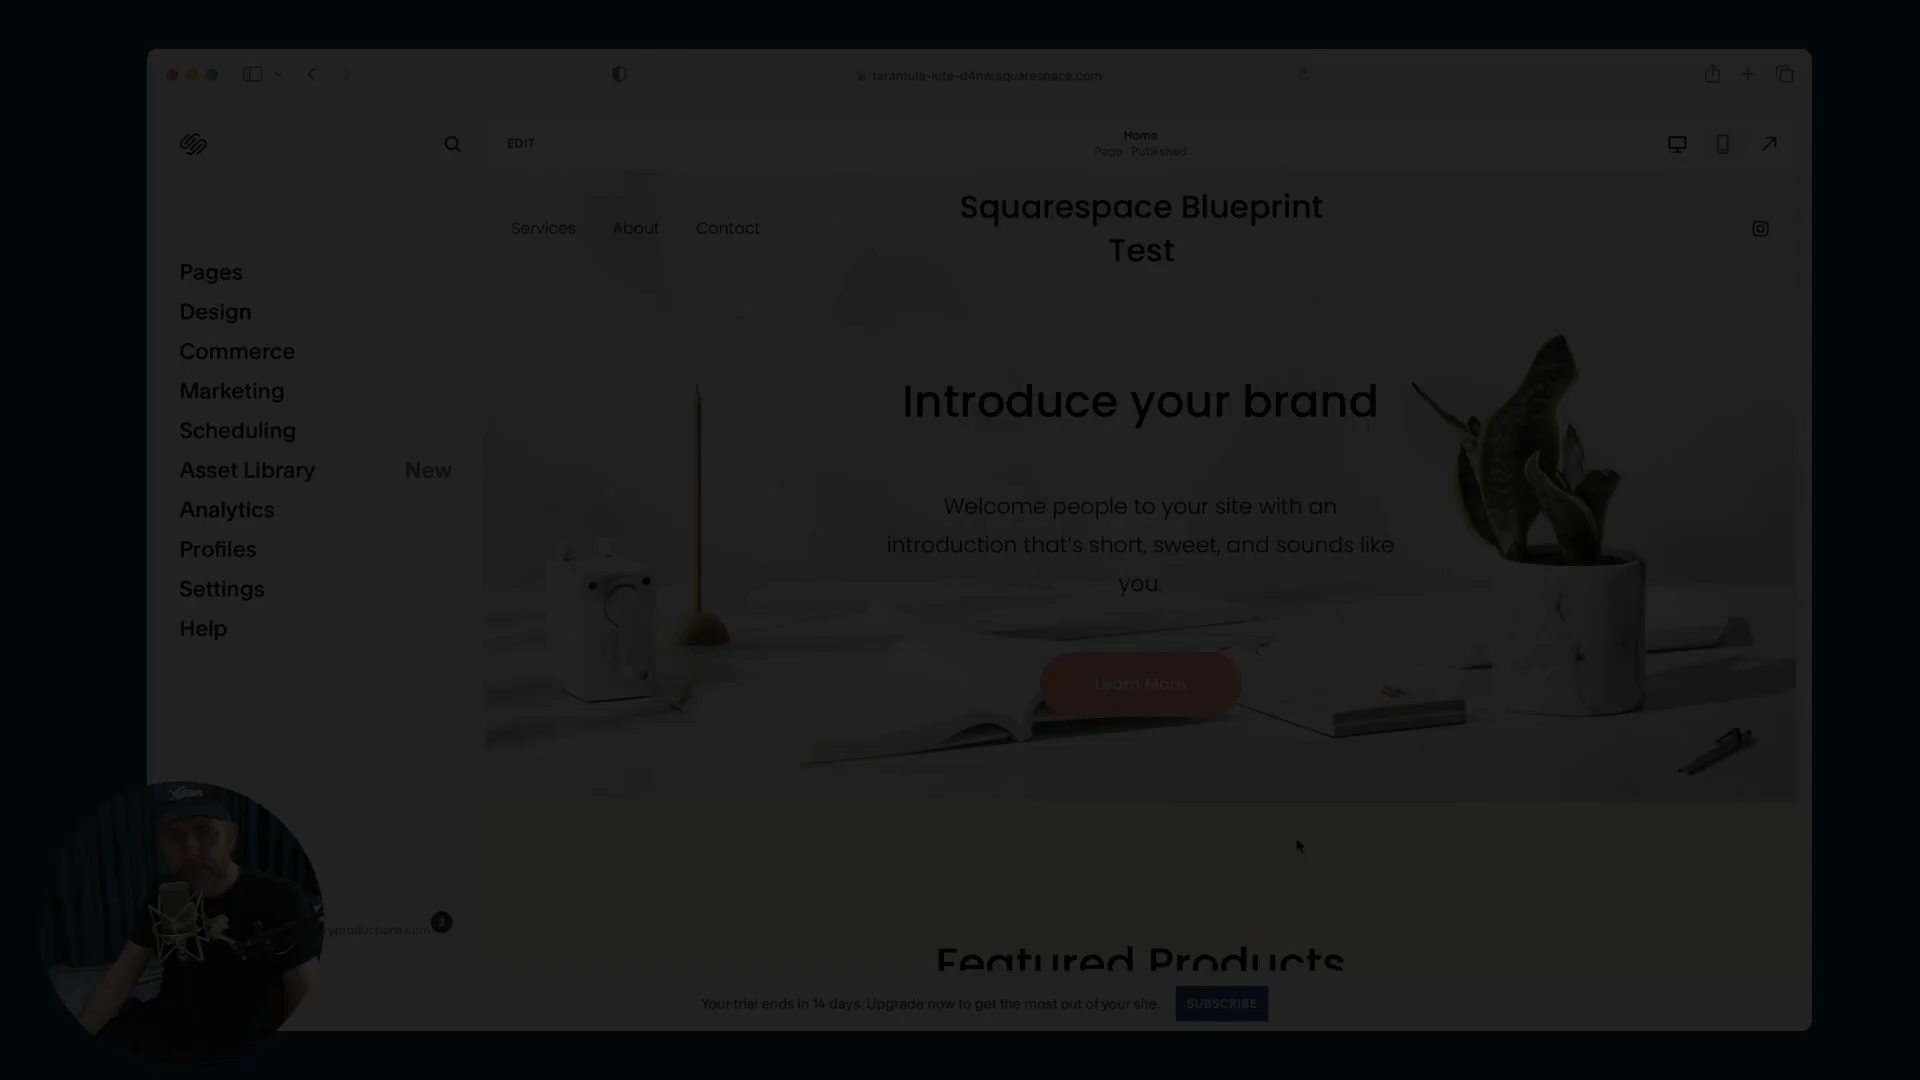 tarantula-lute-d4nw.squarespace.com
EDIT
Home
Page · Published
Services
About
Contact
Squarespace Blueprint
Test
Pages
Design
Commerce
Marketing
Scheduling
Asset Library
New
Analytics
Profiles
Settings
Help
Introduce your brand
Welcome people to your site with an
introduction that's short, sweet, and sounds like
you.
Learn More
ryproductions.com
3
Featured Products
Your trial ends in 14 days. Upgrade now to get the most out of your site.
SUBSCRIBE